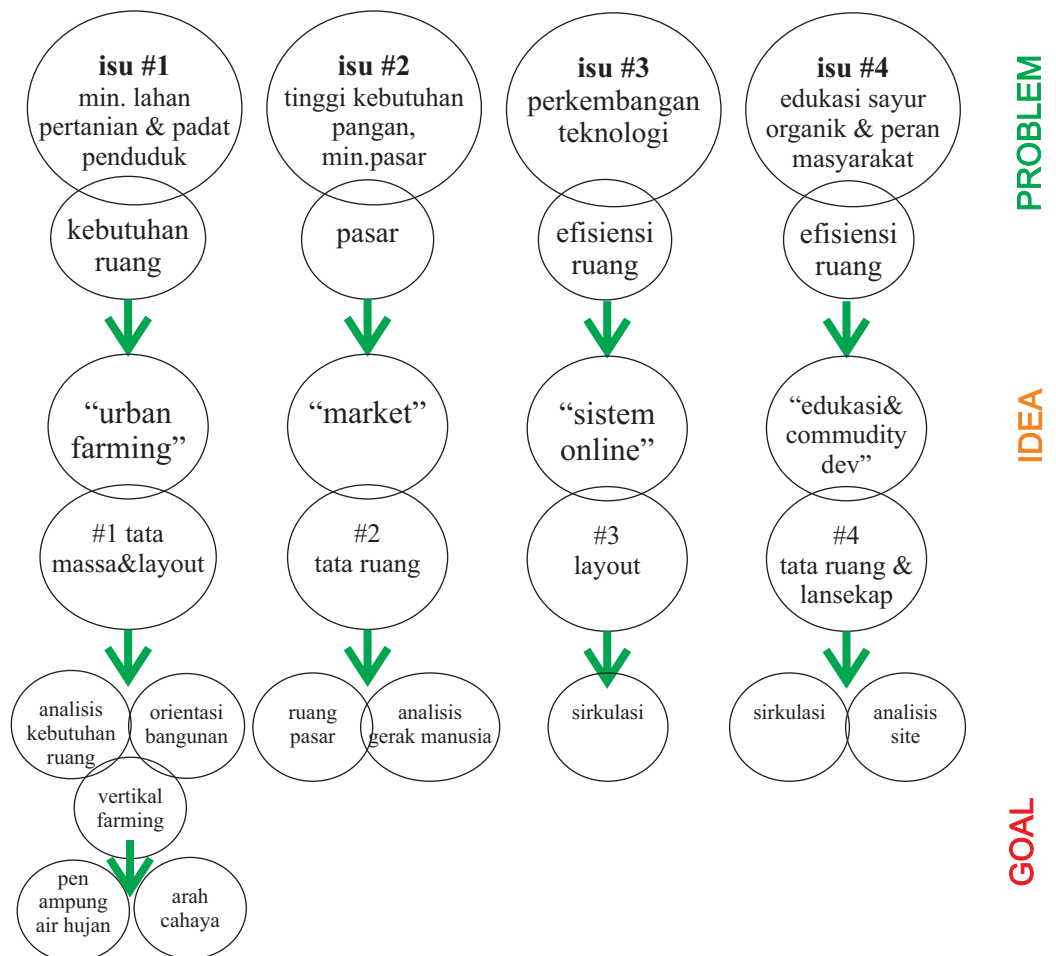 isu #1
min. lahan
pertanian & padat
penduduk
kebutuhan
ruang
“urban
farming”
#1 tata
massa&layout
analisis
kebutuhan
ruang
orientasi
bangunan
vertikal
farming
pen
ampung
air hujan
arah
cahaya
isu #2
tinggi kebutuhan
pangan,
min.pasar
pasar
“market”
#2
tata ruang
ruang
pasar
analisis
gerak manusia
isu #3
perkembangan
teknologi
efisiensi
ruang
“sistem
online”
#3
layout
sirkulasi
isu #4
edukasi sayur
organik & peran
masyarakat
efisiensi
ruang
“edukasi&
commudity
dev”
#4
tata ruang &
lansekap
sirkulasi
analisis
site
PROBLEM
IDEA
GOAL